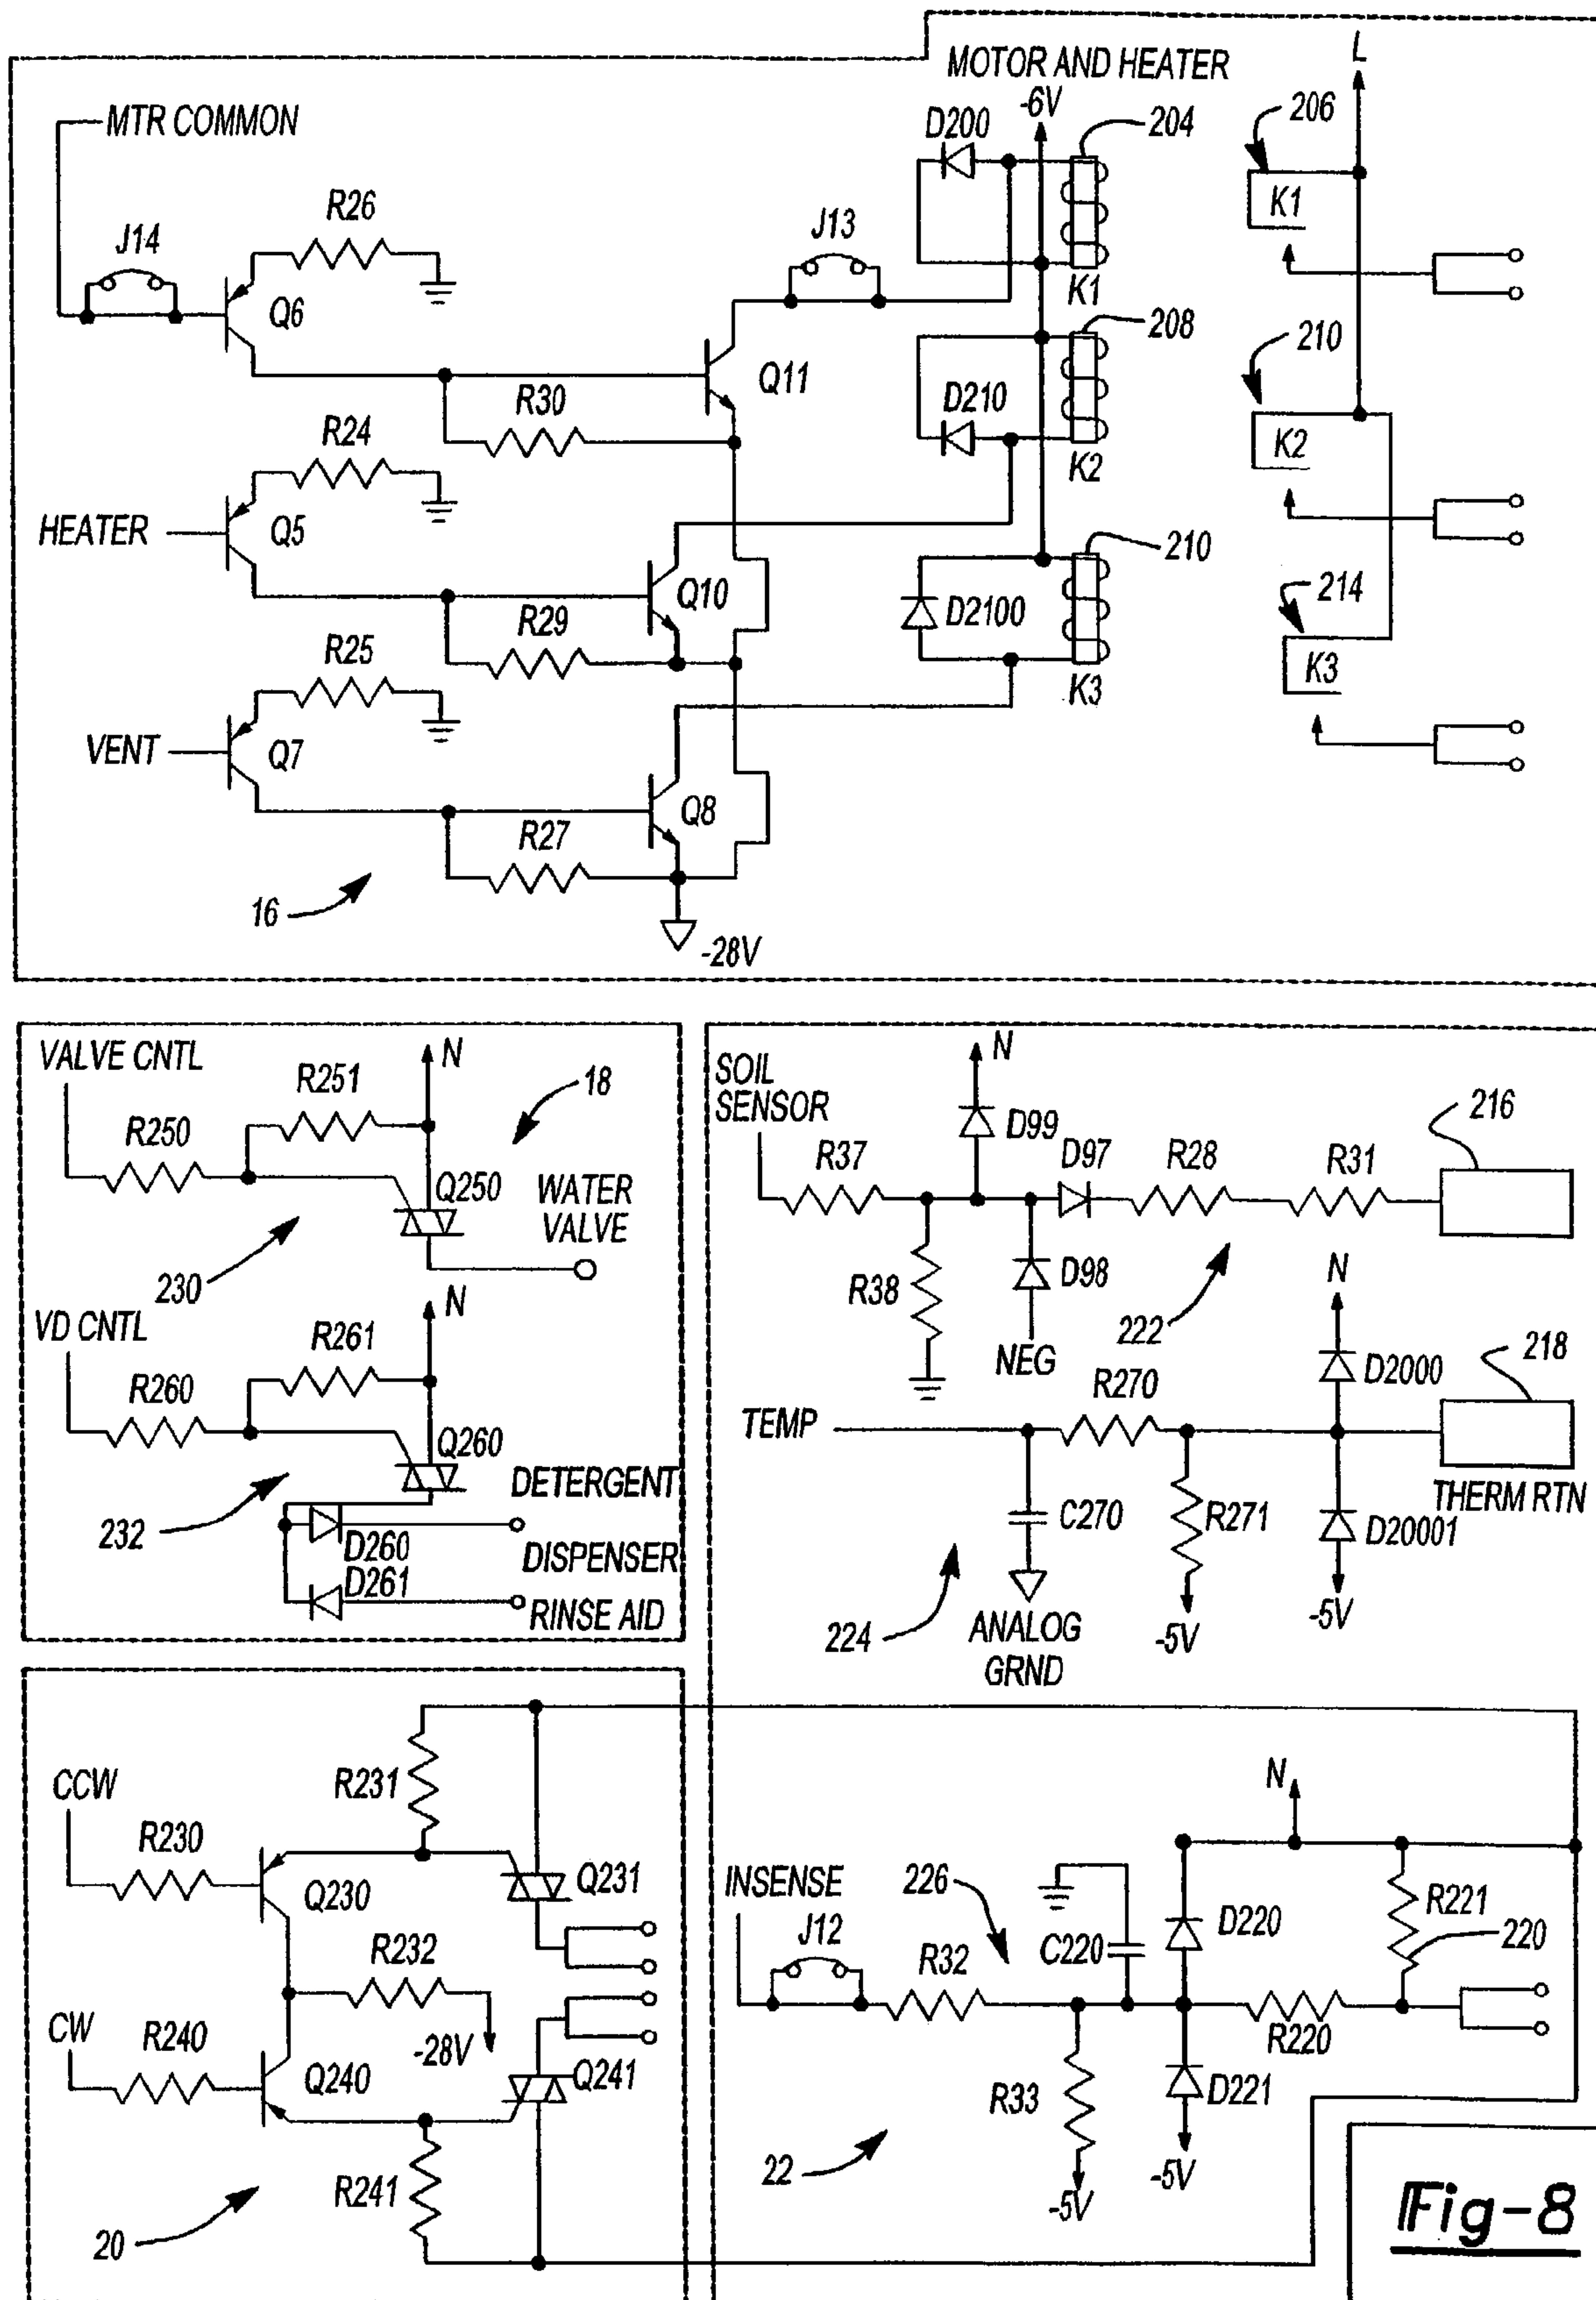 MOTOR AND HEATER
L
-6V
MTR COMMON
D200
204
206
K1
R26
J14
J13
Q6
K1
208
210
Q11
R30
D210
R24
K2
K2
HEATER
Q5
210
Q10
D2100
214
R29
R25
K3
K3
VENT
Q7
Q8
R27
16
-28V
VALVE CNTL
N
18
R251
R250
Q250
WATER
VALVE
230
N
VD CNTL
R261
R260
Q260
DETERGENT
232
D260
DISPENSER
D261
RINSE AID
SOIL
SENSOR
N
216
D99
D97
R37
R28
R31
D98
R38
222
N
NEG
218
R270
D2000
TEMP
THERM RTN
C270
R271
D20001
224
ANALOG
GRND
-5V
-5V
R231
CCW
R230
Q230
Q231
R232
CW
R240
-28V
Q240
Q241
R241
20
N
INSENSE
226
R221
J12
D220
220
R32
C220
R220
R33
D221
22
-5V
-5V
Fig-8